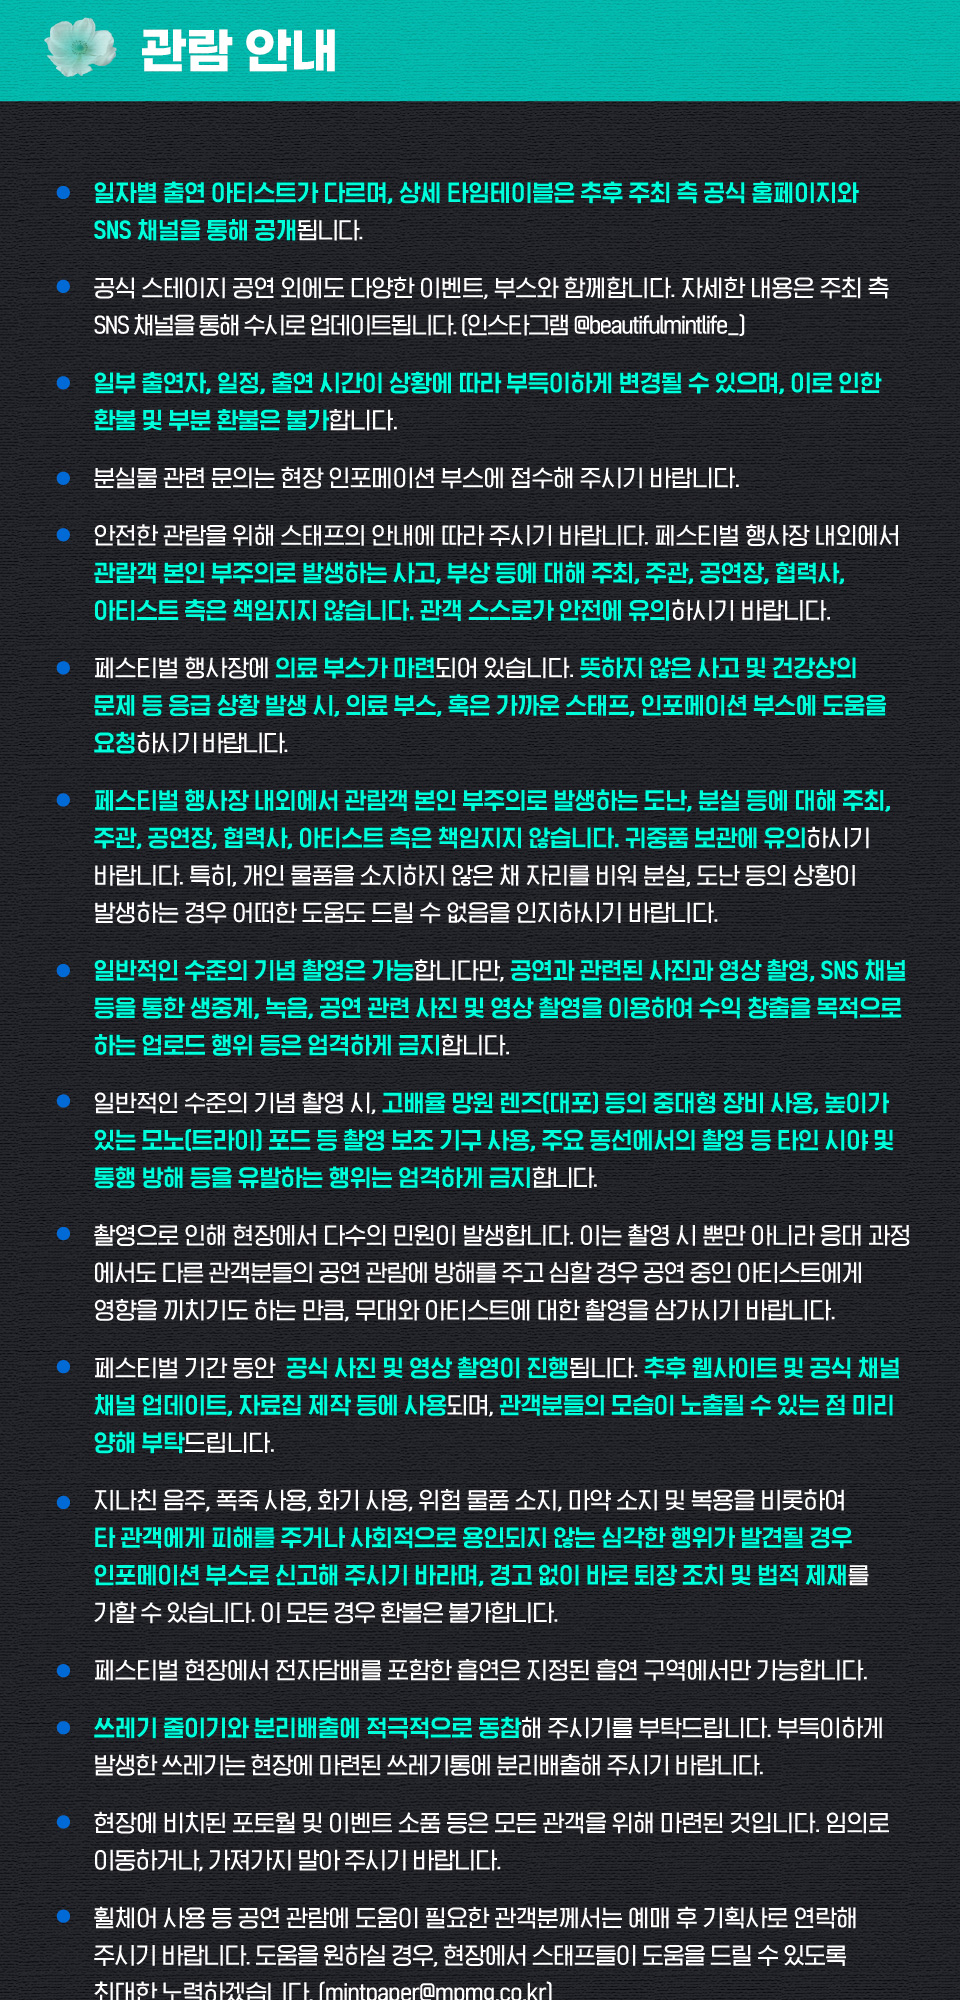 관람 안내
일자별 출연 아티스트가 다르며, 상세 타임테이블은 추후 주최 측 공식 홈페이지와
SNS 채널을 통해 공개됩니다.
공식 스테이지 공연 외에도 다양한 이벤트, 부스와 함께합니다. 자세한 내용은 주최 측
SNS 채널을 통해 수시로 업데이트됩니다. (인스타그램 @beautifulmintlife_)
일부 출연자, 일정, 출연 시간이 상황에 따라 부득이하게 변경될 수 있으며, 이로 인한
환불 및 부분 환불은 불가합니다.
분실물 관련 문의는 현장 인포메이션 부스에 접수해 주시기 바랍니다.
안전한 관람을 위해 스태프의 안내에 따라 주시기 바랍니다. 페스티벌 행사장 내외에서
관람객 본인 부주의로 발생하는 사고, 부상 등에 대해 주최, 주관, 공연장, 협력사,
아티스트 측은 책임지지 않습니다. 관객 스스로가 안전에 유의하시기 바랍니다.
페스티벌 행사장에 의료 부스가 마련되어 있습니다. 뜻하지 않은 사고 및 건강상의
문제 등 응급 상황 발생 시, 의료 부스, 혹은 가까운 스태프, 인포메이션 부스에 도움을
요청하시기 바랍니다.
페스티벌 행사장 내외에서 관람객 본인 부주의로 발생하는 도난, 분실 등에 대해 주최,
주관, 공연장, 협력사, 아티스트 측은 책임지지 않습니다. 귀중품 보관에 유의하시기
바랍니다. 특히, 개인 물품을 소지하지 않은 채 자리를 비워 분실, 도난 등의 상황이
발생하는 경우 어떠한 도움도 드릴 수 없음을 인지하시기 바랍니다.
일반적인 수준의 기념 촬영은 가능합니다만, 공연과 관련된 사진과 영상 촬영, SNS 채널
등을 통한 생중계, 녹음, 공연 관련 사진 및 영상 촬영을 이용하여 수익 창출을 목적으로
하는 업로드 행위 등은 엄격하게 금지합니다.
일반적인 수준의 기념 촬영 시, 고배율 망원 렌즈(대포) 등의 중대형 장비 사용, 높이가
있는 모노(트라이) 포드 등 촬영 보조 기구 사용, 주요 동선에서의 촬영 등 타인 시야 및
통행 방해 등을 유발하는 행위는 엄격하게 금지합니다.
촬영으로 인해 현장에서 다수의 민원이 발생합니다. 이는 촬영 시 뿐만 아니라 응대 과정
에서도 다른 관객분들의 공연 관람에 방해를 주고 심할 경우 공연 중인 아티스트에게
영향을 끼치기도 하는 만큼, 무대와 아티스트에 대한 촬영을 삼가시기 바랍니다.
페스티벌 기간 동안 공식 사진 및 영상 촬영이 진행됩니다. 추후 웹사이트 및 공식 채널
채널 업데이트, 자료집 제작 등에 사용되며, 관객분들의 모습이 노출될 수 있는 점 미리
양해 부탁드립니다.
지나친 음주, 폭죽 사용, 화기 사용, 위험 물품 소지, 마약 소지 및 복용을 비롯하여
타 관객에게 피해를 주거나 사회적으로 용인되지 않는 심각한 행위가 발견될 경우
인포메이션 부스로 신고해 주시기 바라며, 경고 없이 바로 퇴장 조치 및 법적 제재를
가할 수 있습니다. 이 모든 경우 환불은 불가합니다.
페스티벌 현장에서 전자담배를 포함한 흡연은 지정된 흡연 구역에서만 가능합니다.
쓰레기 줄이기와 분리배출에 적극적으로 동참해 주시기를 부탁드립니다. 부득이하게
발생한 쓰레기는 현장에 마련된 쓰레기통에 분리배출해 주시기 바랍니다.
현장에 비치된 포토월 및 이벤트 소품 등은 모든 관객을 위해 마련된 것입니다. 임의로
이동하거나, 가져가지 말아 주시기 바랍니다.
휠체어 사용 등 공연 관람에 도움이 필요한 관객분께서는 예매 후 기획사로 연락해
주시기 바랍니다. 도움을 원하실 경우, 현장에서 스태프들이 도움을 드릴 수 있도록
최대한 노력하겠습니다. (mintpaper@mpmg.co.kr)